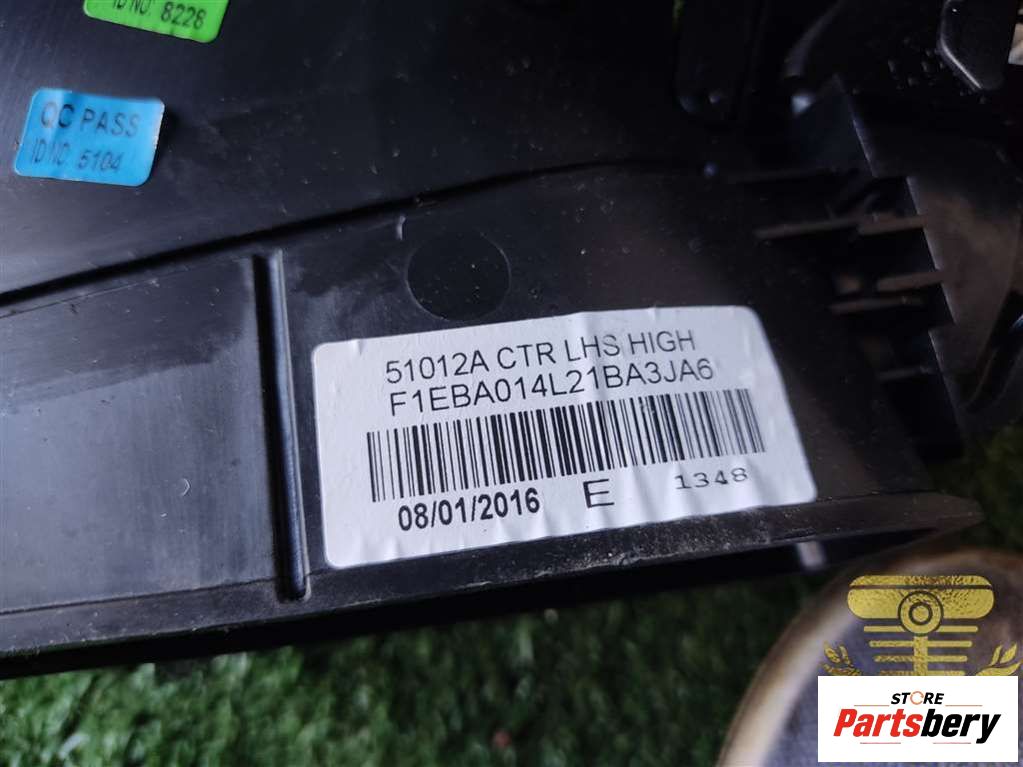 ID NO: 8228
QC PASS
ID NO: 5104
51012A CTR LHS HIGH
F1EBA014L21BA3JA6
08/01/2016 E 1348
STORE
Partsbery